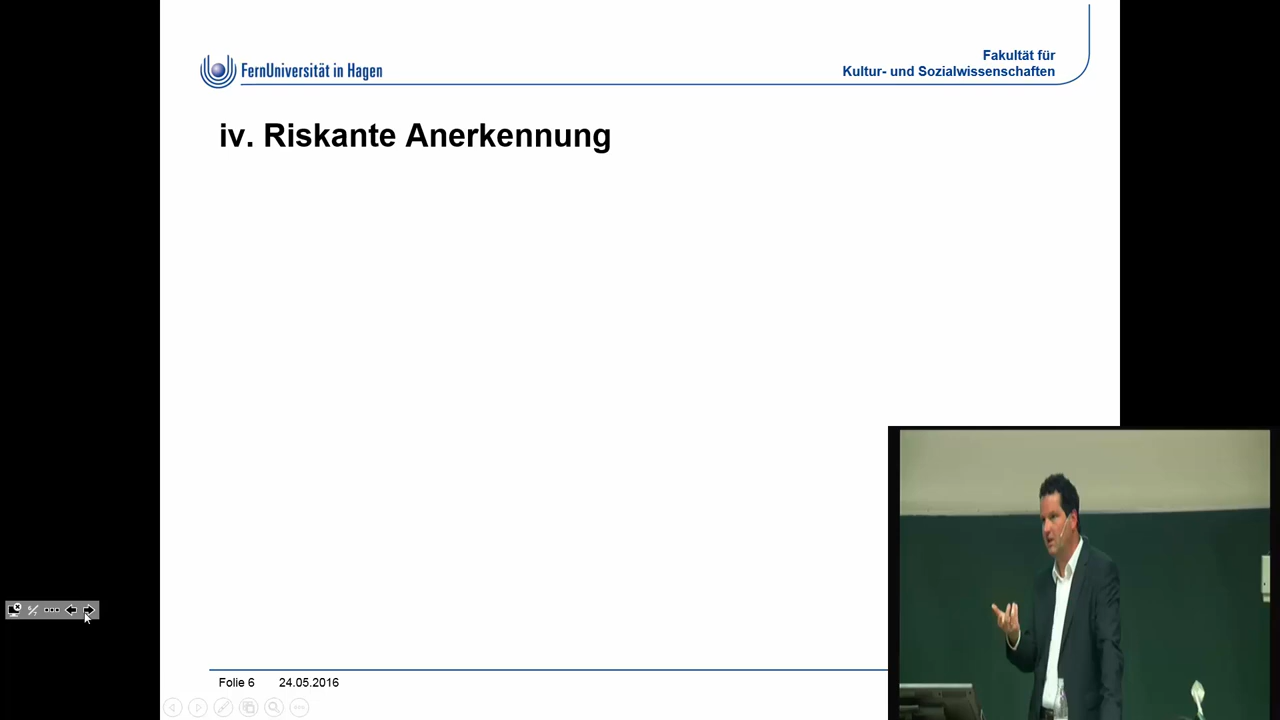 FernUniversität in Hagen
Fakultät für
Kultur- und Sozialwissenschaften
iv. Riskante Anerkennung
Folie 6 24.05.2016